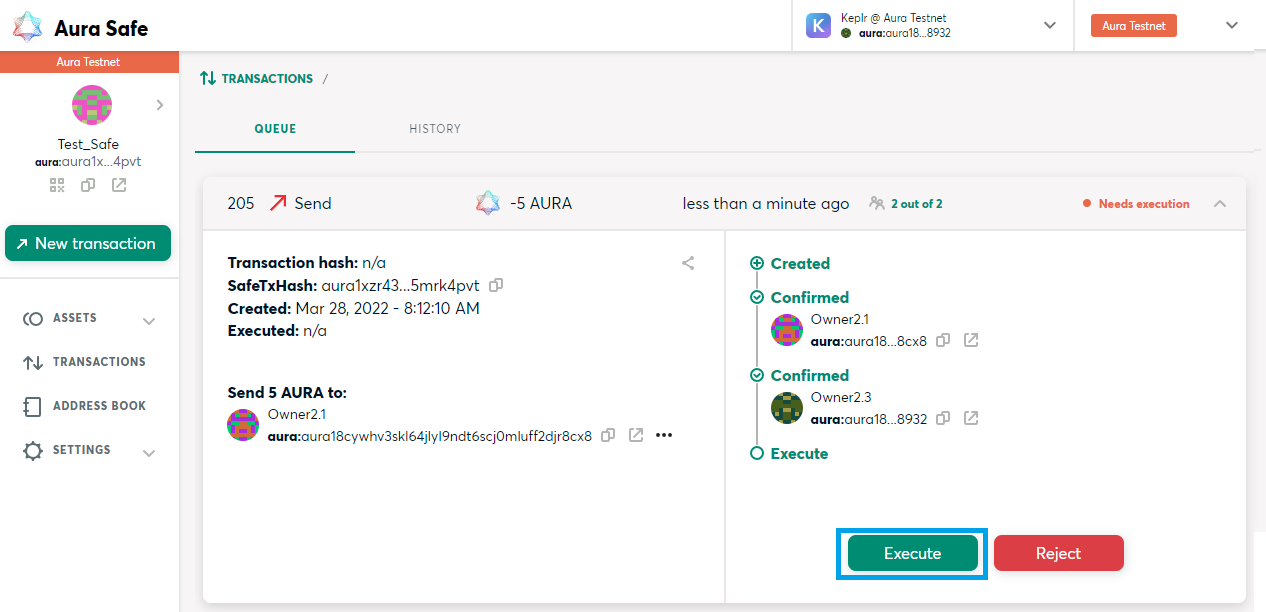 Aura Safe
K
Keplr @ Aura Testnet
aura:aura18...8932
Aura Testnet
Aura Testnet
Test_Safe
aura:aura1x...4pvt
New transaction
ASSETS
TRANSACTIONS
ADDRESS BOOK
SETTINGS
TRANSACTIONS /
QUEUE
HISTORY
205 Send -5 AURA less than a minute ago 2 out of 2 Needs execution
Transaction hash: n/a
SafeTxHash: aura1xzr43...5mrk4pvt
Created: Mar 28, 2022 - 8:12:10 AM
Executed: n/a
Send 5 AURA to:
Owner2.1
aura:aura18cywhv3skl64jlyl9ndt6scj0mluff2djr8cx8
Created
Confirmed
Owner2.1
aura:aura18...8cx8
Confirmed
Owner2.3
aura:aura18...8932
Execute
Execute
Reject